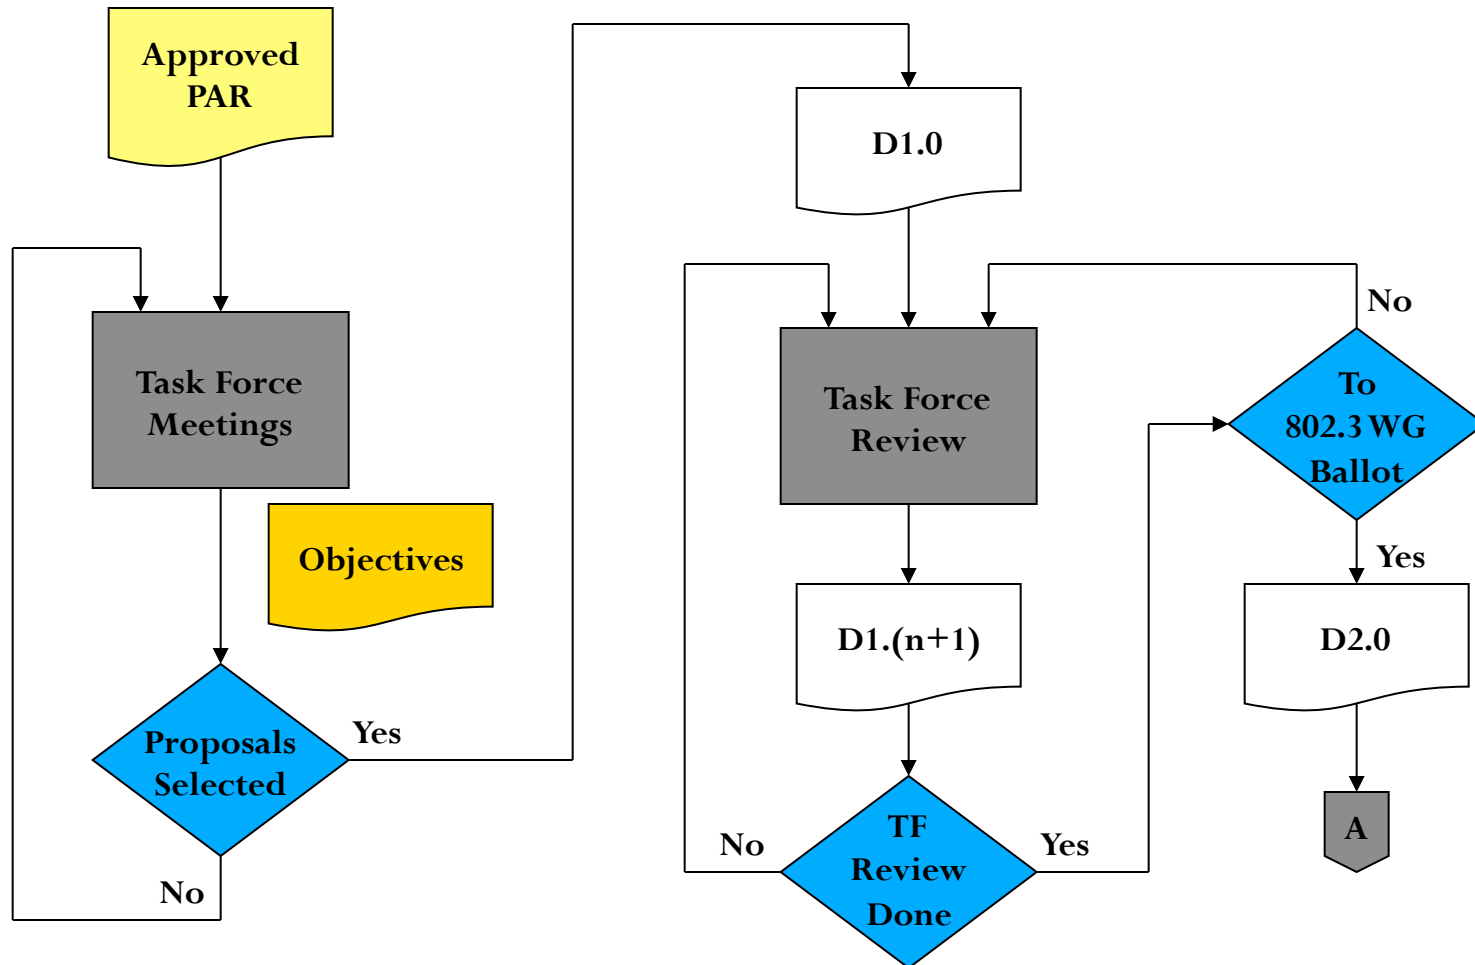 Approved
PAR
Task Force
Meetings
Objectives
Proposals
Selected
Yes
No
D1.0
Task Force
Review
D1.(n+1)
TF
Review
Done
No
Yes
To
802.3 WG
Ballot
No
Yes
D2.0
A